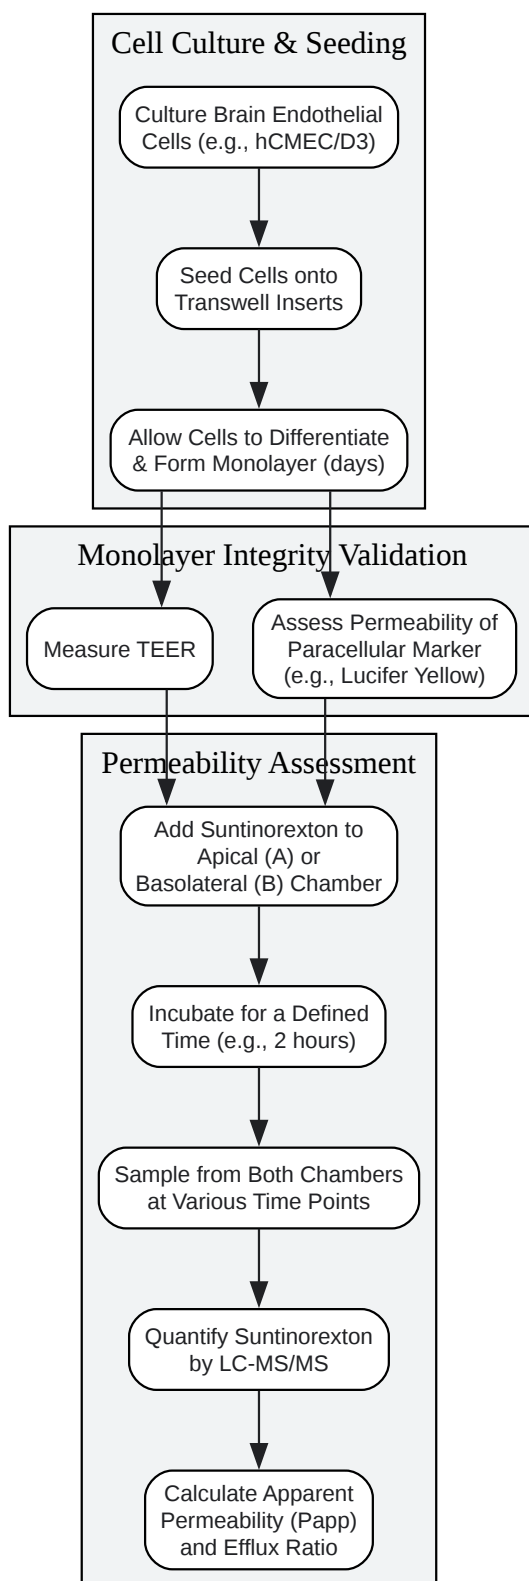 Cell Culture & Seeding
Culture Brain Endothelial
Cells (e.g., hCMEC/D3)
Seed Cells onto
Transwell Inserts
Allow Cells to Differentiate
& Form Monolayer (days)
Monolayer Integrity Validation
Measure TEER
Assess Permeability of
Paracellular Marker
(e.g., Lucifer Yellow)
Permeability Assessment
Add Suntinorexton to
Apical (A) or
Basolateral (B) Chamber
Incubate for a Defined
Time (e.g., 2 hours)
Sample from Both Chambers
at Various Time Points
Quantify Suntinorexton
by LC-MS/MS
Calculate Apparent
Permeability (Papp)
and Efflux Ratio